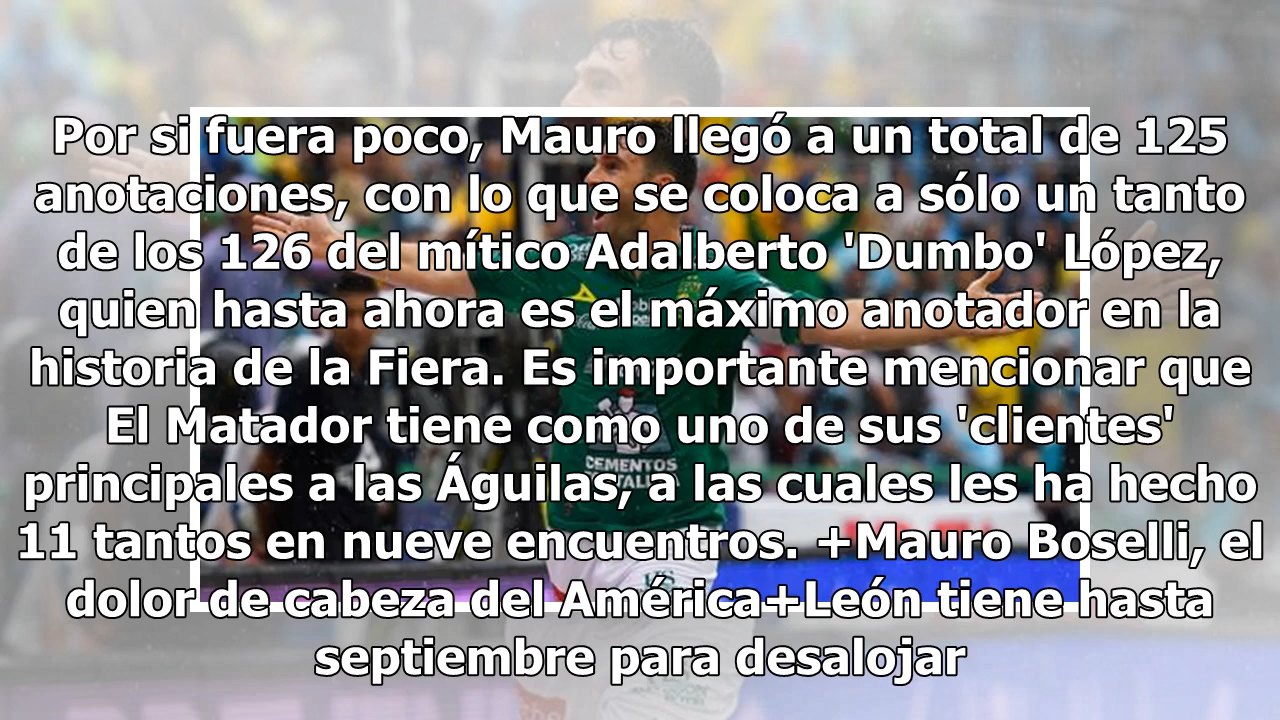 Por si fuera poco, Mauro llegó a un total de 125
anotaciones, con lo que se coloca a sólo un tanto
de los 126 del mítico Adalberto 'Dumbo' López,
quien hasta ahora es el máximo anotador en la
historia de la Fiera. Es importante mencionar que
El Matador tiene como uno de sus 'clientes'
principales a las Águilas, a las cuales les ha hecho
11 tantos en nueve encuentros. +Mauro Boselli, el
dolor de cabeza del América+León tiene hasta
septiembre para desalojar
CEMENTOS